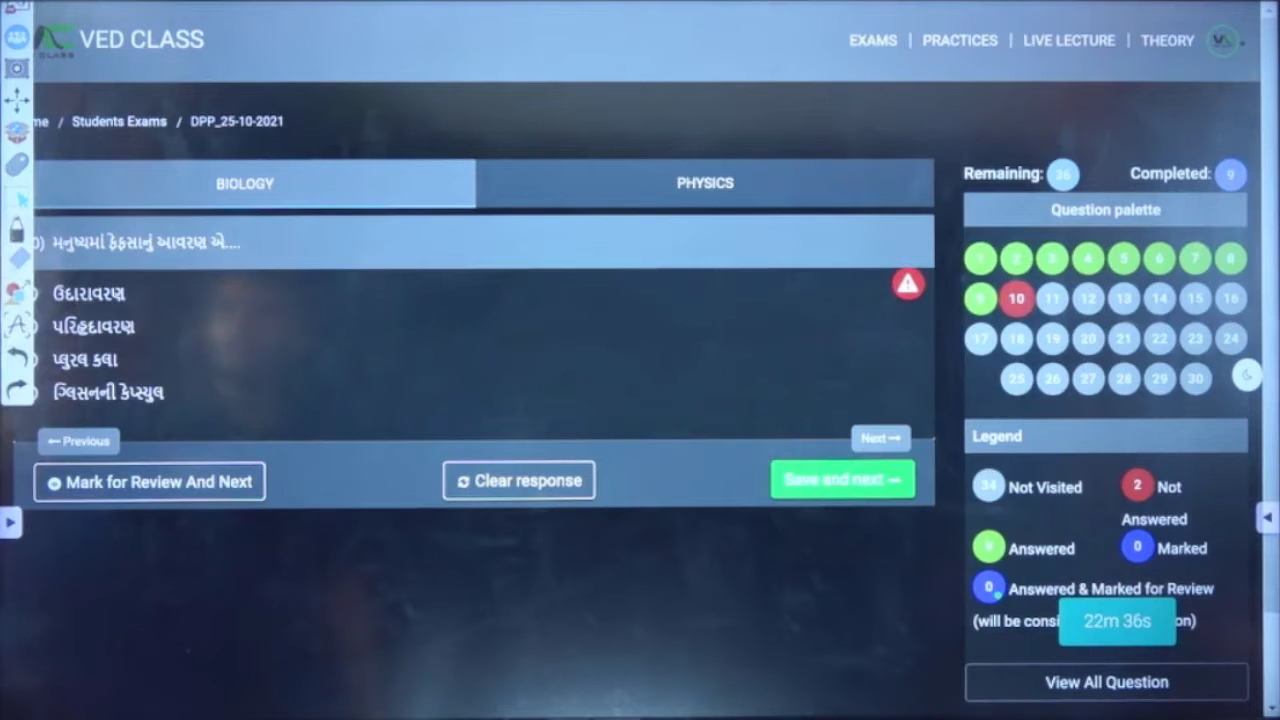 VED CLASS
CLASS
EXAMS | PRACTICES | LIVE LECTURE | THEORY
me / Students Exams / DPP_25-10-2021
BIOLOGY
PHYSICS
0) મનુષ્યમાં ફેફસાનું આવરણ એ....
ઉદારાવરણ
પરિહૃદાવરણ
પ્લુરલ કલા
ગ્લિસનની કેપ્સ્યુલ
← Previous
Next →
Mark for Review And Next
Clear response
Save and next →
Remaining: 36 Completed: 9
Question palette
1 2 3 4 5 6 7 8
9 10 11 12 13 14 15 16
17 18 19 20 21 22 23 24
25 26 27 28 29 30
Legend
34 Not Visited
2 Not Answered
9 Answered
0 Marked
0 Answered & Marked for Review
(will be consi
on)
22m 36s
View All Question